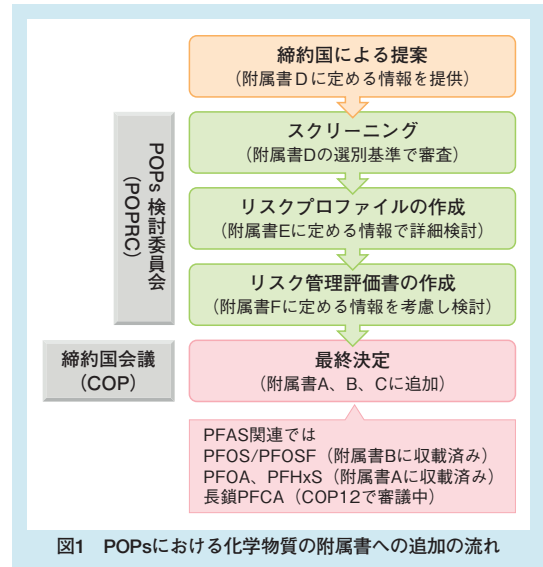 締約国による提案
（附属書Dに定める情報を提供）
POPs検討委員会
（POPRC）
スクリーニング
（附属書Dの選別基準で審査）
リスクプロファイルの作成
（附属書Eに定める情報で詳細検討）
リスク管理評価書の作成
（附属書Fに定める情報を考慮し検討）
締約国会議
（COP）
最終決定
（附属書A、B、Cに追加）
PFAS関連では
PFOS/PFOSF（附属書Bに収載済み）
PFOA、PFHxS（附属書Aに収載済み）
長鎖PFCA（COP12で審議中）
図1　POPsにおける化学物質の附属書への追加の流れ